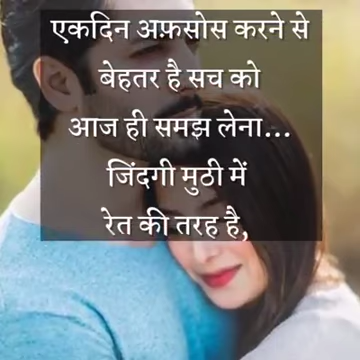 एकदिन अफ़सोस करने से
बेहतर है सच को
आज ही समझ लेना...
जिंदगी मुठी में
रेत की तरह है,